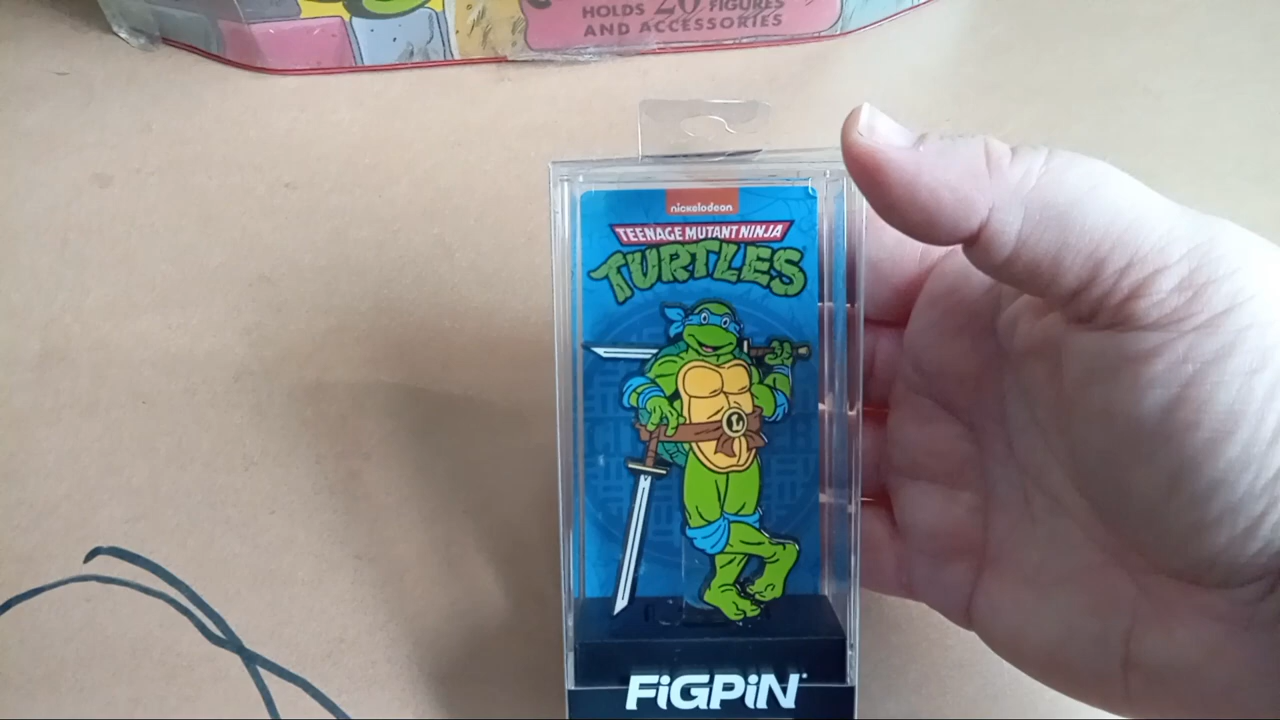 HOLDS 20 FIGURES
AND ACCESSORIES
nickelodeon
TEENAGE MUTANT NINJA
TURTLES
L
FiGPiN